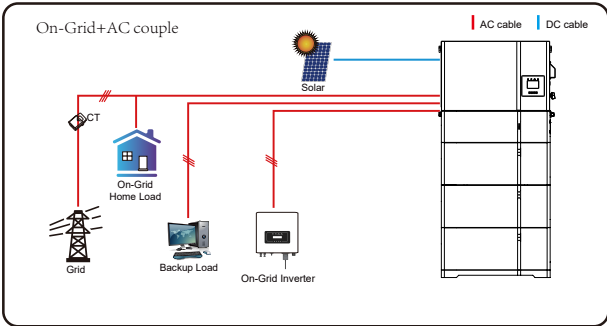 On-Grid+AC couple
AC cable
DC cable
Solar
CT
On-Grid
Home Load
Grid
Backup Load
On-Grid Inverter